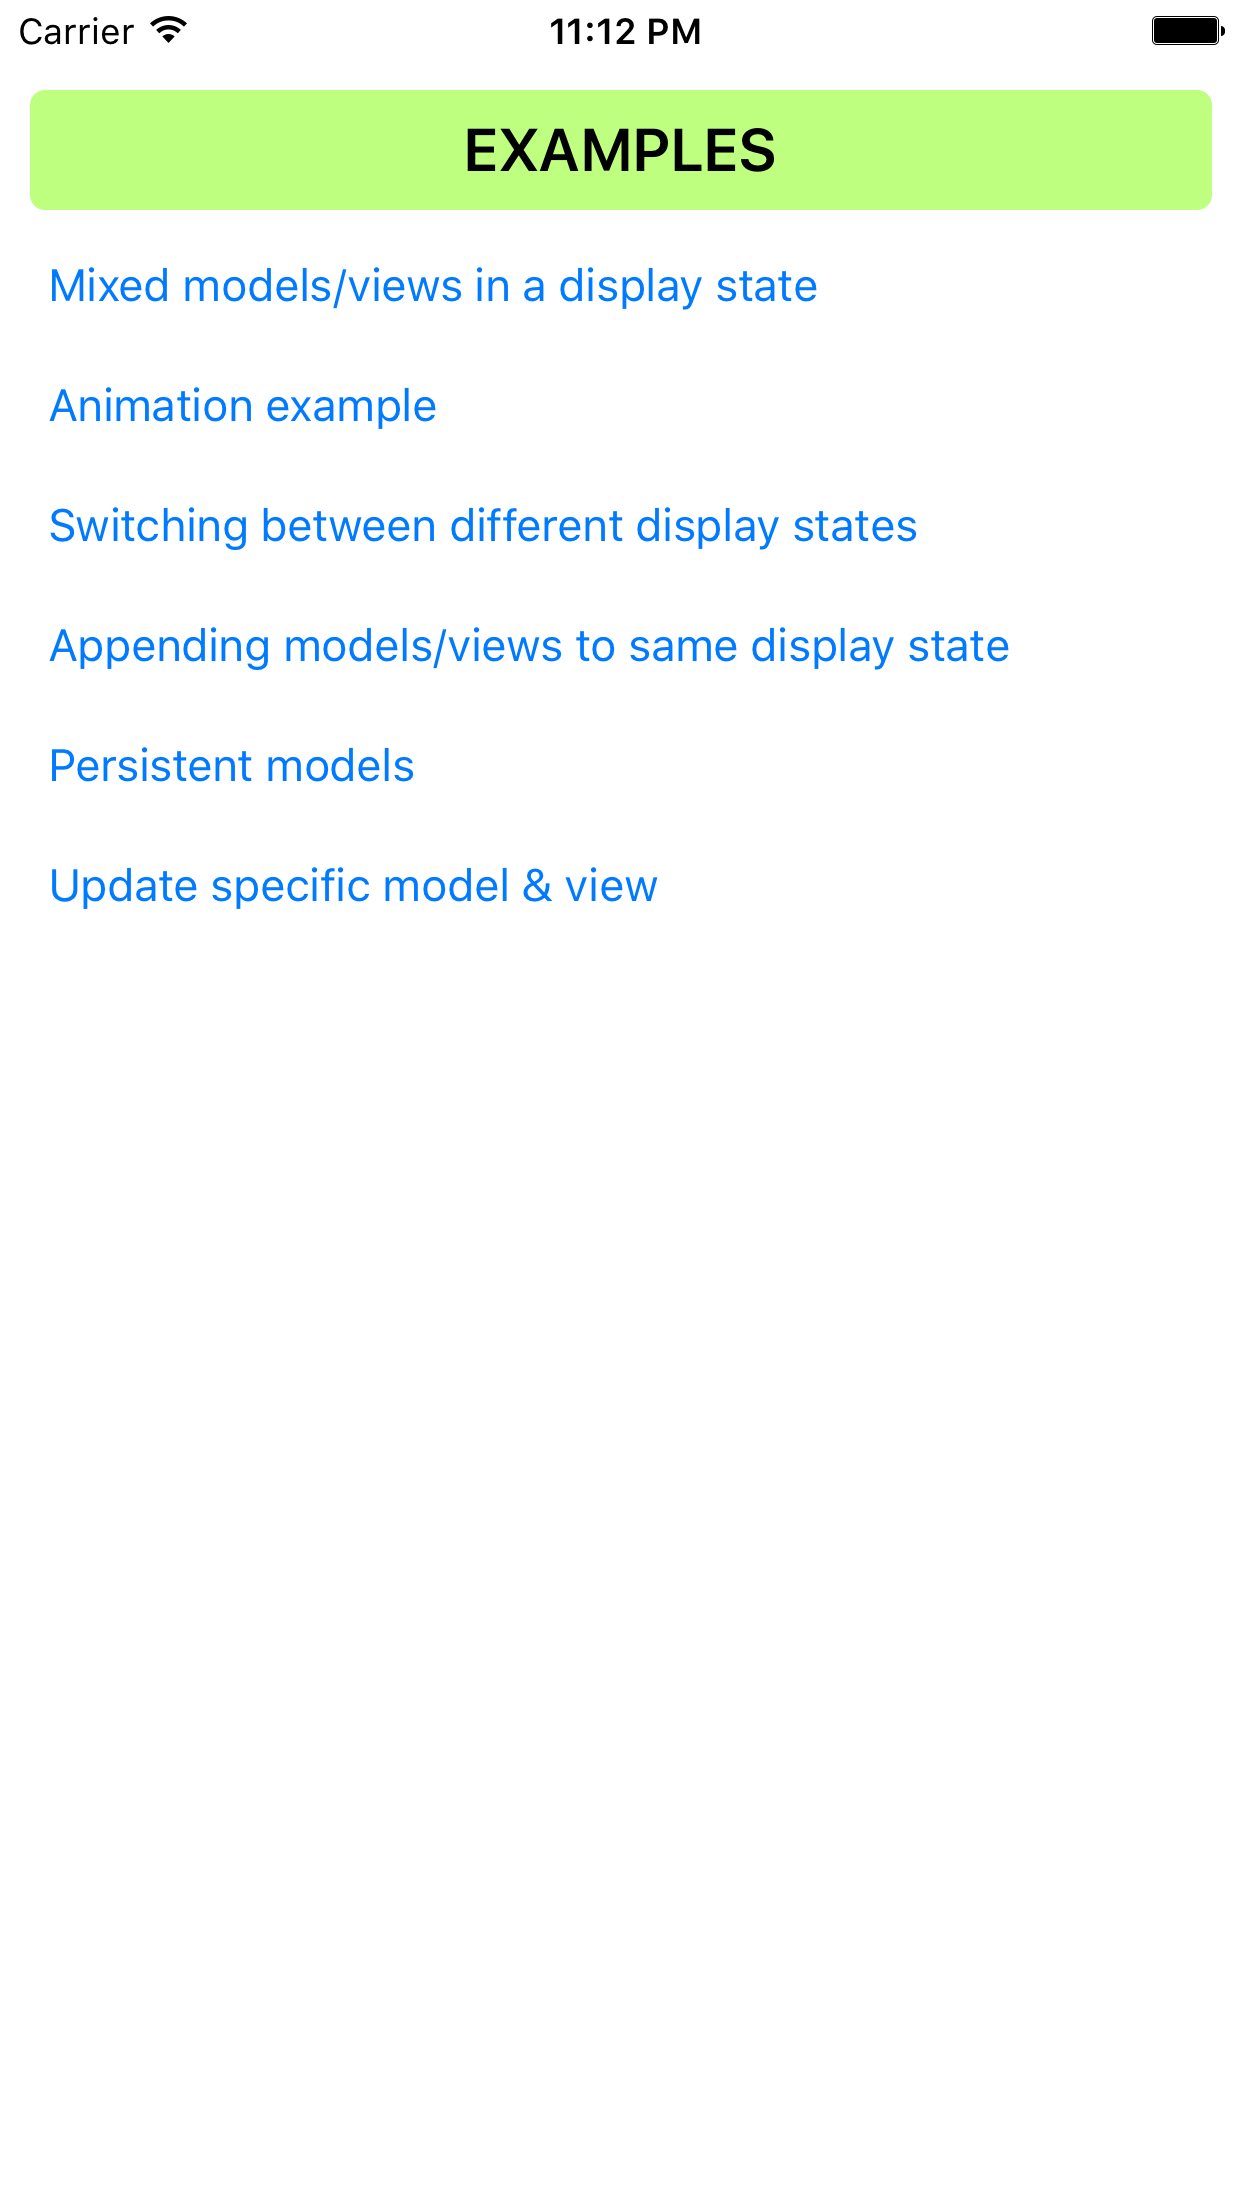 Carrier 11:12 PM
EXAMPLES
Mixed models/views in a display state
Animation example
Switching between different display states
Appending models/views to same display state
Persistent models
Update specific model & view